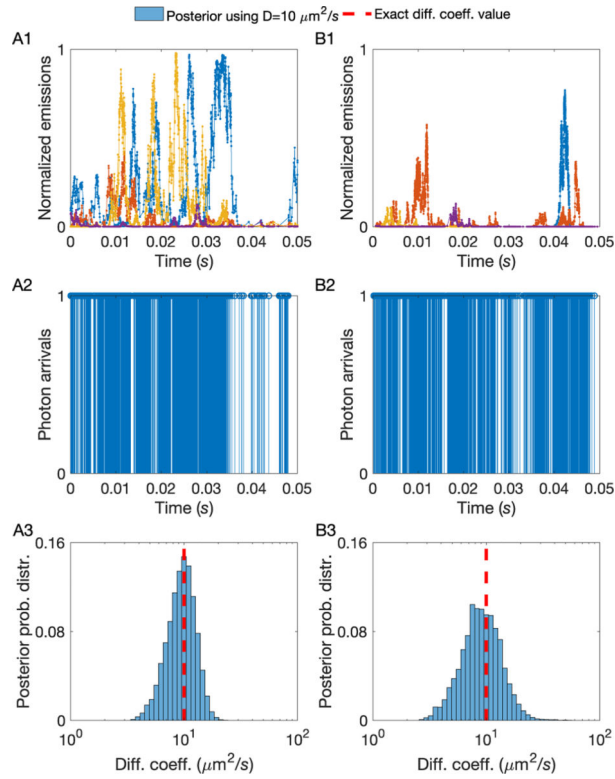 Posterior using D=10 μm²/s Exact diff. coeff. value
A1 B1
1 1
Normalized emissions Normalized emissions
0 0
0 0.01 0.02 0.03 0.04 0.05 0 0.01 0.02 0.03 0.04 0.05
Time (s) Time (s)
A2 B2
1 1
Photon arrivals Photon arrivals
0 0
0 0.01 0.02 0.03 0.04 0.05 0 0.01 0.02 0.03 0.04 0.05
Time (s) Time (s)
A3 B3
0.16 0.16
Posterior prob. distr. Posterior prob. distr.
0.08 0.08
0 0
10⁰ 10¹ 10² 10⁰ 10¹ 10²
Diff. coeff. (μm²/s) Diff. coeff. (μm²/s)